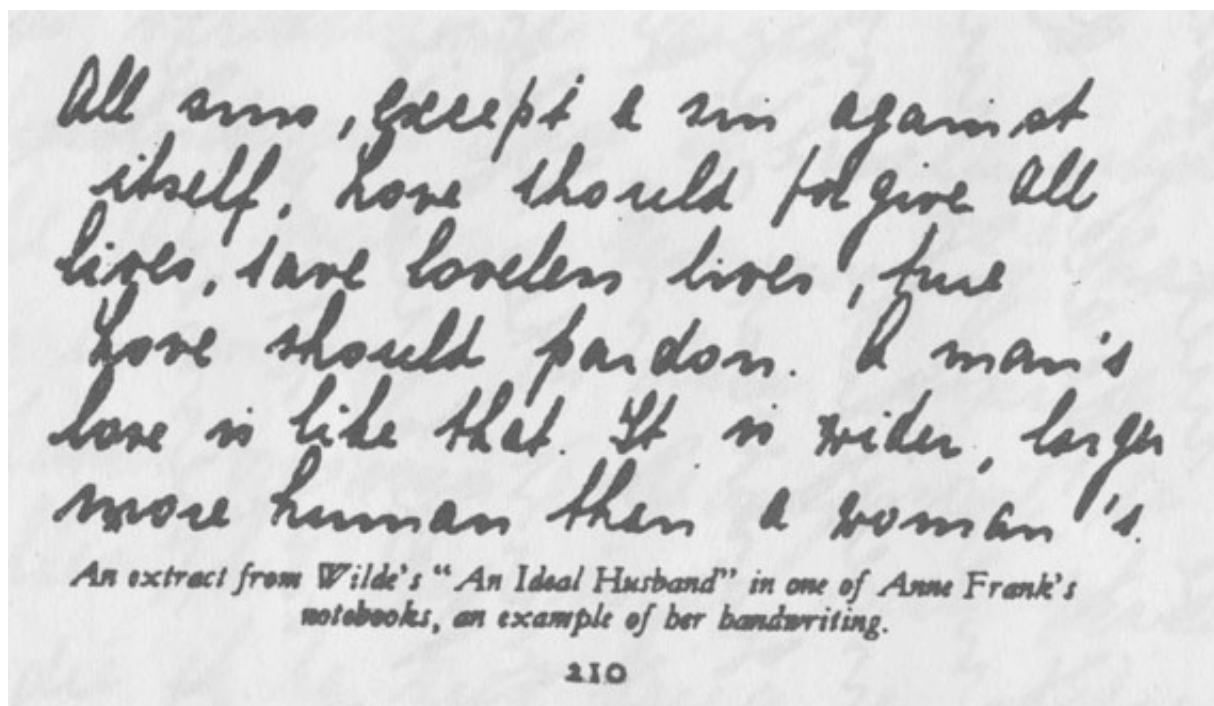 All sins, except a sin against
itself, Love should forgive All
lives, save loveless lives, true
Love should pardon. A man's
love is like that. It is wider, larger
more human than a woman's.
An extract from Wilde's "An Ideal Husband" in one of Anne Frank's
notebooks, an example of her handwriting.
210